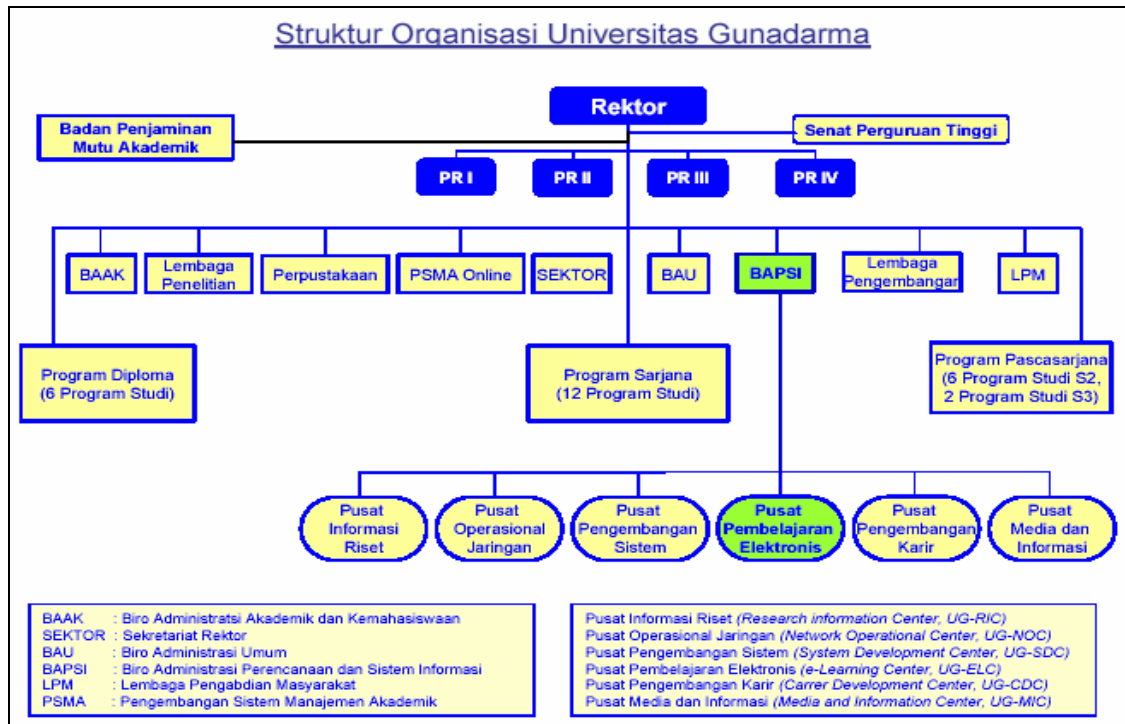 Struktur Organisasi Universitas Gunadarma
Rektor
Badan Penjaminan
Mutu Akademik
Senat Perguruan Tinggi
PR I
PR II
PR III
PR IV
BAAK
Lembaga
Penelitian
Perpustakaan
PSMA Online
SEKTOR
BAU
BAPSI
Lembaga
Pengembangan
LPM
Program Diploma
(6 Program Studi)
Program Sarjana
(12 Program Studi)
Program Pascasarjana
(6 Program Studi S2,
2 Program Studi S3)
Pusat
Informasi
Riset
Pusat
Operasional
Jaringan
Pusat
Pengembangan
Sistem
Pusat
Pembelajaran
Elektronis
Pusat
Pengembangan
Karir
Pusat
Media dan
Informasi
BAAK : Biro Administratsi Akademik dan Kemahasiswaan
SEKTOR : Sekretariat Rektor
BAU : Biro Administrasi Umum
BAPSI : Biro Administrasi Perencanaan dan Sistem Informasi
LPM : Lembaga Pengabdian Masyarakat
PSMA : Pengembangan Sistem Manajemen Akademik
Pusat Informasi Riset (Research information Center, UG-RIC)
Pusat Operasional Jaringan (Network Operational Center, UG-NOC)
Pusat Pengembangan Sistem (System Development Center, UG-SDC)
Pusat Pembelajaran Elektronis (e-Learning Center, UG-ELC)
Pusat Pengembangan Karir (Carrer Development Center, UG-CDC)
Pusat Media dan Informasi (Media and Information Center, UG-MIC)